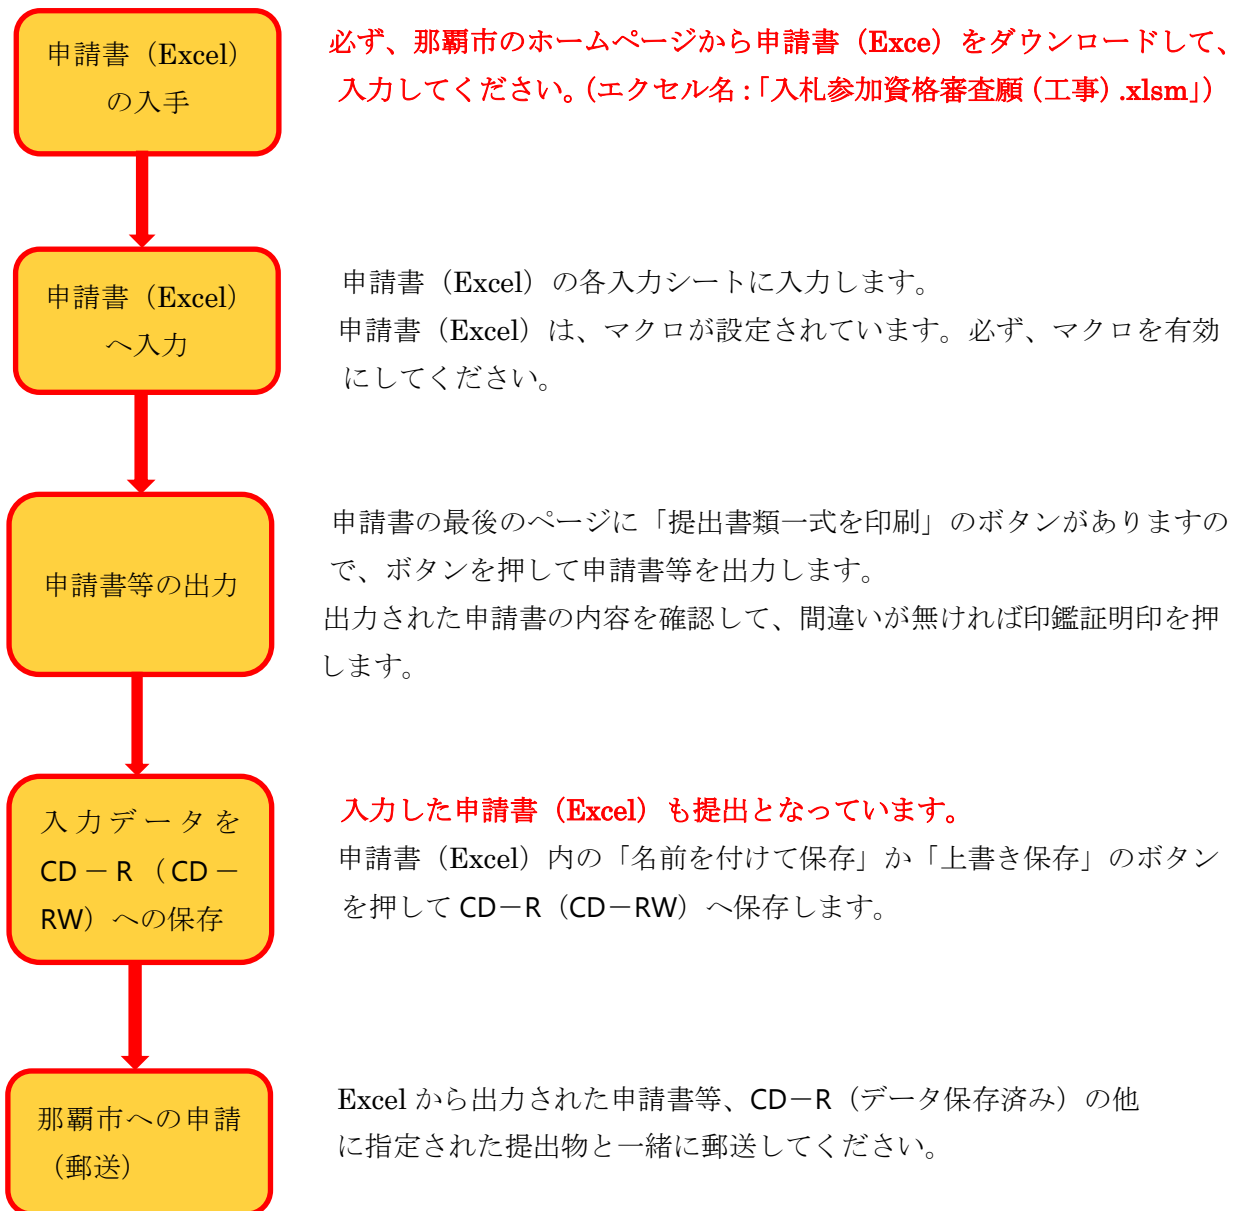 申請書（Excel）
の入手
必ず、那覇市のホームページから申請書（Exce）をダウンロードして、
入力してください。（エクセル名：「入札参加資格審査願（工事）.xlsm」）
申請書（Excel）
へ入力
申請書（Excel）の各入力シートに入力します。
申請書（Excel）は、マクロが設定されています。必ず、マクロを有効
にしてください。
申請書等の出力
申請書の最後のページに「提出書類一式を印刷」のボタンがありますの
で、ボタンを押して申請書等を出力します。
出力された申請書の内容を確認して、間違いが無ければ印鑑証明印を押
します。
入力データを
CD－R（CD－
RW）への保存
入力した申請書（Excel）も提出となっています。
申請書（Excel）内の「名前を付けて保存」か「上書き保存」のボタン
を押して CD－R（CD－RW）へ保存します。
那覇市への申請
（郵送）
Excel から出力された申請書等、CD－R（データ保存済み）の他
に指定された提出物と一緒に郵送してください。